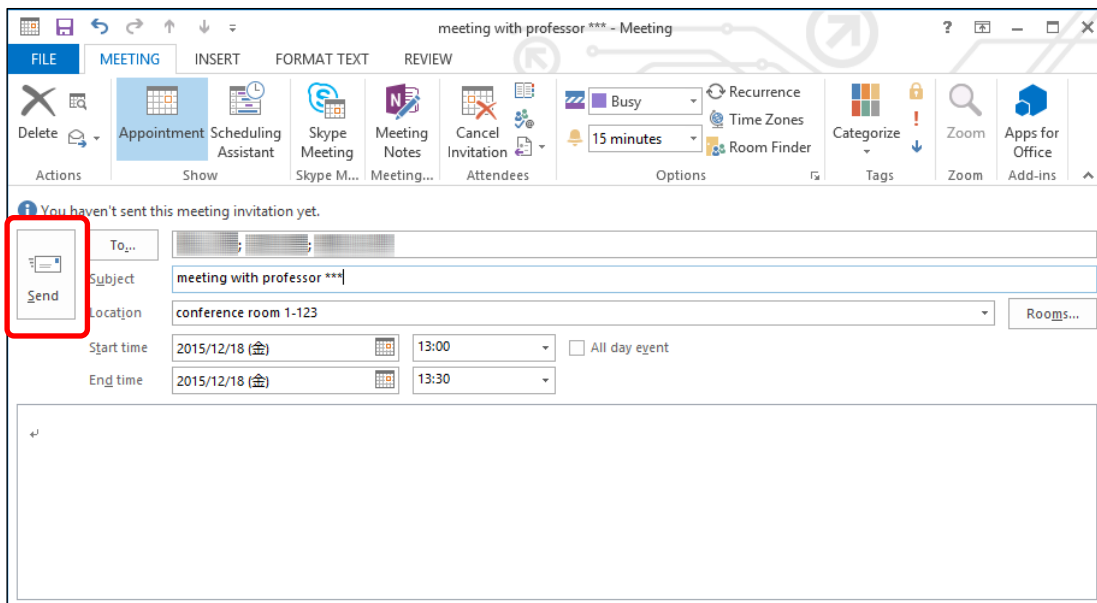 meeting with professor *** - Meeting
?
FILE MEETING INSERT FORMAT TEXT REVIEW
Delete
Appointment
Scheduling Assistant
Skype Meeting
Meeting Notes
Cancel Invitation
Busy
15 minutes
Recurrence
Time Zones
Room Finder
Categorize
Zoom
Apps for Office
Actions Show Skype M... Meeting... Attendees Options Tags Zoom Add-ins
You haven't sent this meeting invitation yet.
Send
To... ; ;
Subject meeting with professor ***
Location conference room 1-123 Rooms...
Start time 2015/12/18 (金) 13:00 All day event
End time 2015/12/18 (金) 13:30